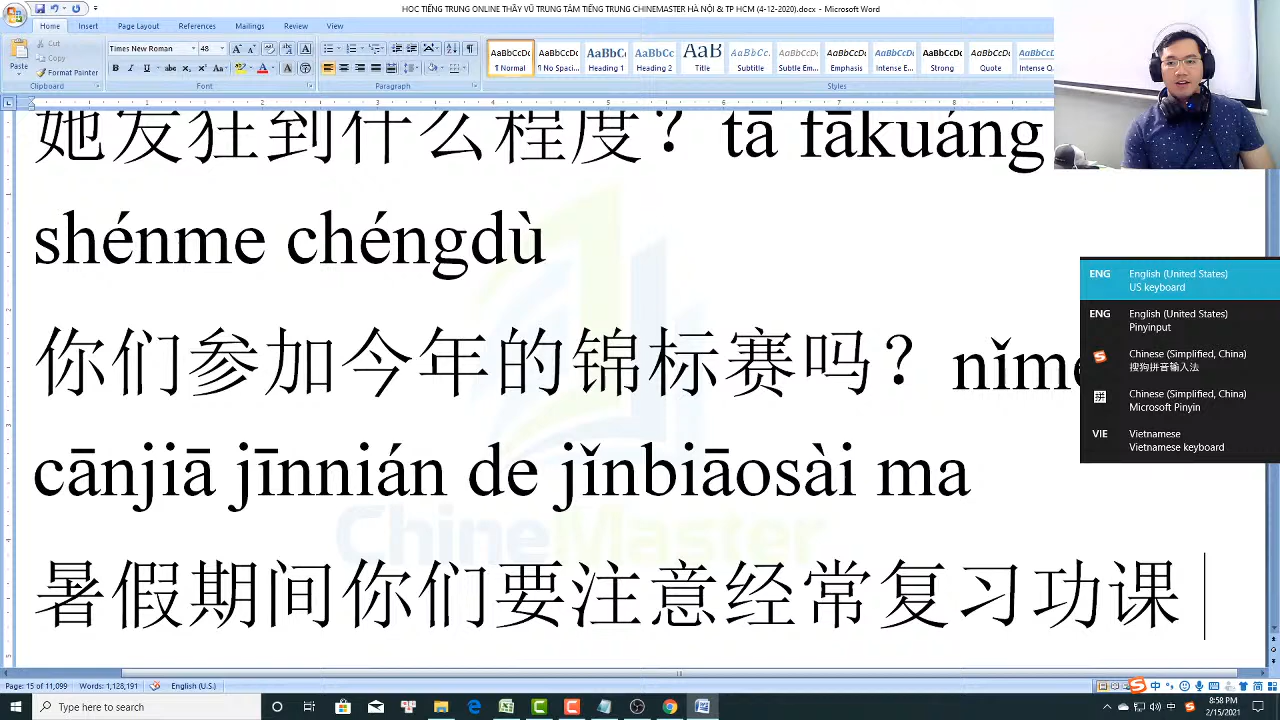 HỌC TIẾNG TRUNG ONLINE THẦY VŨ TRUNG TÂM TIẾNG TRUNG CHINEMASTER HÀ NỘI & TP HCM (4-12-2020).docx - Microsoft Word
Home Insert Page Layout References Mailings Review View
Paste
Cut
Copy
Format Painter
Times New Roman 48
AaBbCcDc AaBbCcDc AaBbCc AaBbCc AaB AaBbCcL AaBbCcDc AaBbCcDc AaBbCcDc AaBbCcDc AaBbCcDc
¶ Normal ¶ No Spaci... Heading 1 Heading 2 Title Subtitle Subtle Em... Emphasis Intense E... Strong Quote
Clipboard Font Paragraph Styles
她发狂到什么程度？tā fākuáng
shénme chéngdù
你们参加今年的锦标赛吗？nǐme
cānjiā jīnnián de jǐnbiāosài ma
暑假期间你们要注意经常复习功课
ChineMaster
ENG English (United States)
US keyboard
ENG English (United States)
Pinyinput
Chinese (Simplified, China)
搜狗拼音输入法
Chinese (Simplified, China)
Microsoft Pinyin
VIE Vietnamese
Vietnamese keyboard
Page: 15 of 11,099 Words: 1,128,191 English (U.S.)
Type here to search
8:58 PM
2/15/2021